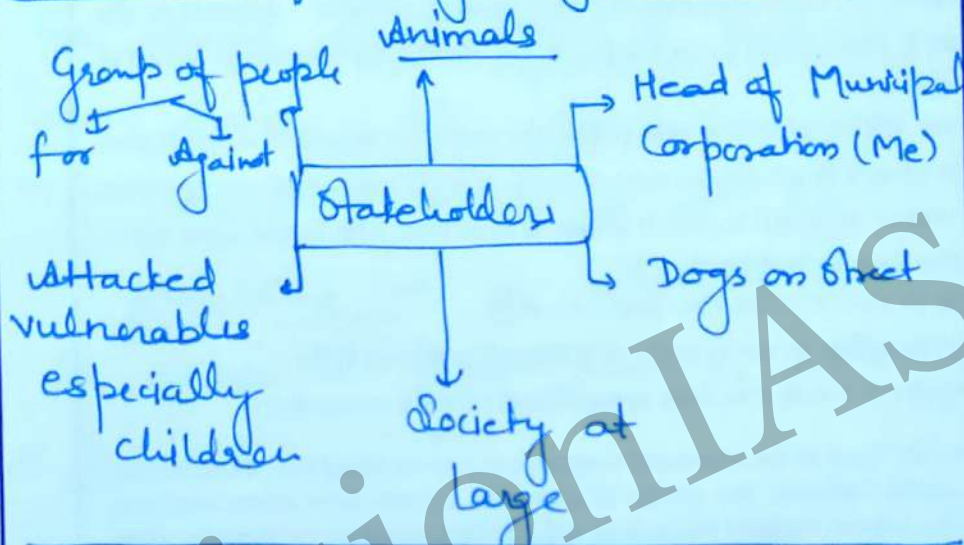 Animals
Group of people
for Against
Head of Municipal
Corporation (Me)
Stakeholders
Attacked
vulnerables
especially
children
Dogs on Street
Society at
large
ionIAS